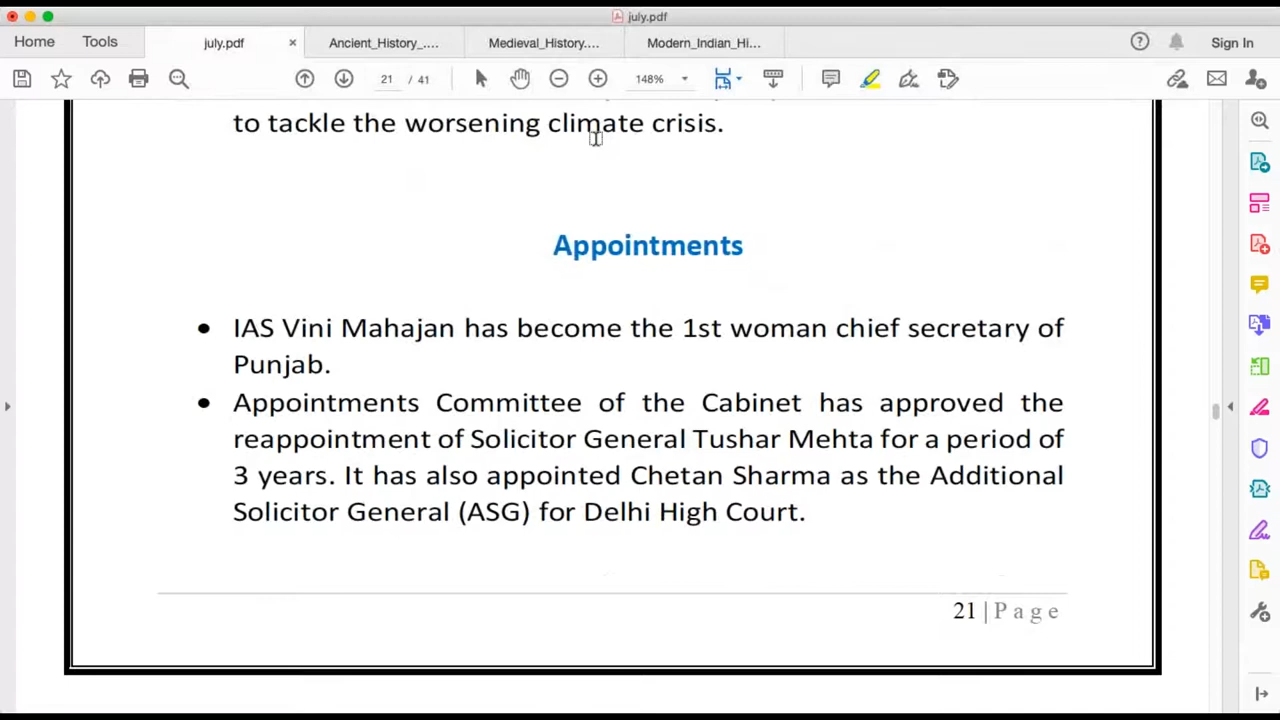 july.pdf
Home Tools july.pdf × Ancient_History_.... Medieval_History.... Modern_Indian_Hi... Sign In
21 / 41 148%
to tackle the worsening climate crisis.
Appointments
• IAS Vini Mahajan has become the 1st woman chief secretary of
Punjab.
• Appointments Committee of the Cabinet has approved the
reappointment of Solicitor General Tushar Mehta for a period of
3 years. It has also appointed Chetan Sharma as the Additional
Solicitor General (ASG) for Delhi High Court.
21 | P a g e